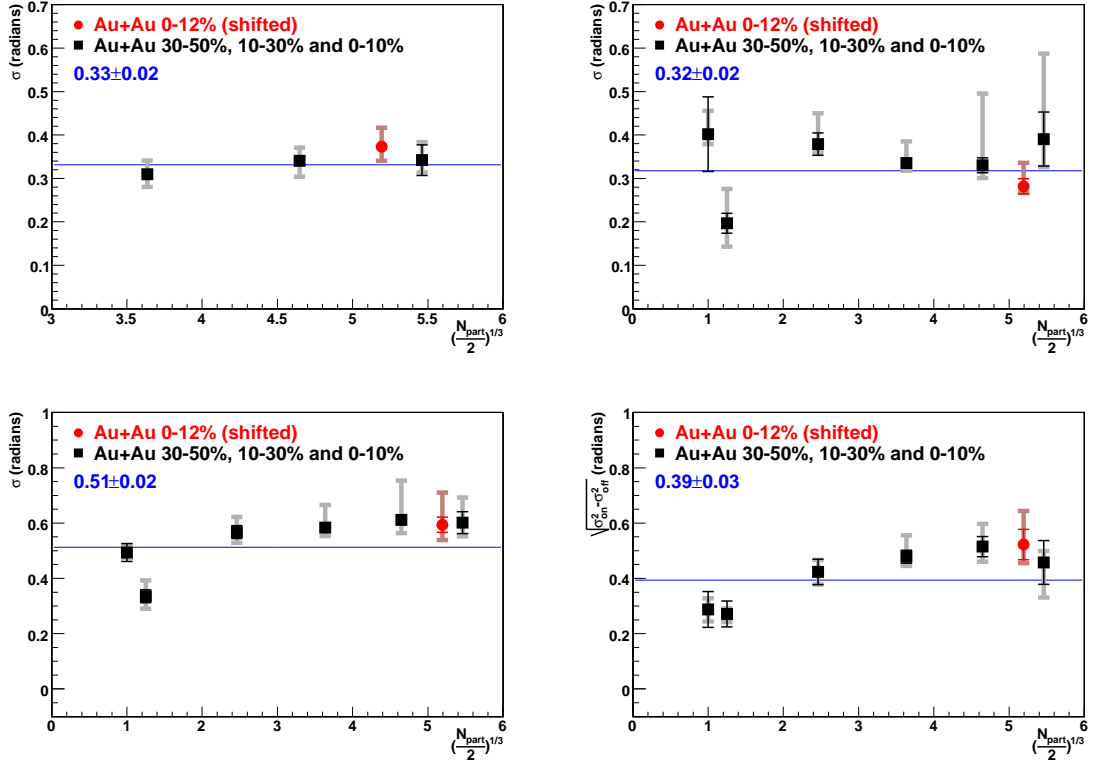 σ (radians)
0.7
0.6
0.5
0.4
0.3
0.2
0.1
0
Au+Au 0-12% (shifted)
Au+Au 30-50%, 10-30% and 0-10%
0.33±0.02
3 3.5 4 4.5 5 5.5 6
(N_part/2)^1/3
σ (radians)
0.7
0.6
0.5
0.4
0.3
0.2
0.1
0
Au+Au 0-12% (shifted)
Au+Au 30-50%, 10-30% and 0-10%
0.32±0.02
0 1 2 3 4 5 6
(N_part/2)^1/3
σ (radians)
1
0.8
0.6
0.4
0.2
0
Au+Au 0-12% (shifted)
Au+Au 30-50%, 10-30% and 0-10%
0.51±0.02
0 1 2 3 4 5 6
(N_part/2)^1/3
√σ²_on-σ²_off (radians)
1
0.8
0.6
0.4
0.2
0
Au+Au 0-12% (shifted)
Au+Au 30-50%, 10-30% and 0-10%
0.39±0.03
0 1 2 3 4 5 6
(N_part/2)^1/3